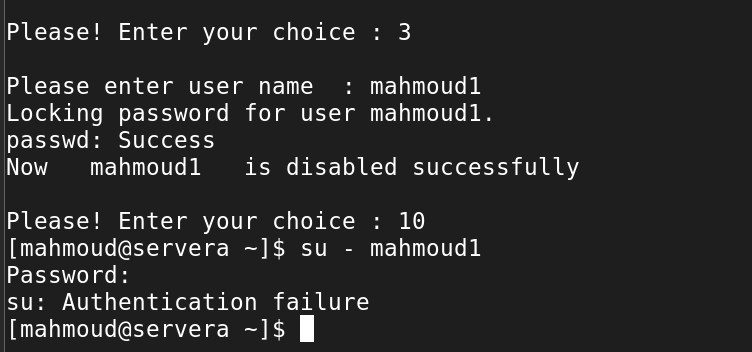 Please! Enter your choice : 3
Please enter user name  : mahmoud1
Locking password for user mahmoud1.
passwd: Success
Now   mahmoud1   is disabled successfully
Please! Enter your choice : 10
[mahmoud@servera ~]$ su - mahmoud1
Password:
su: Authentication failure
[mahmoud@servera ~]$